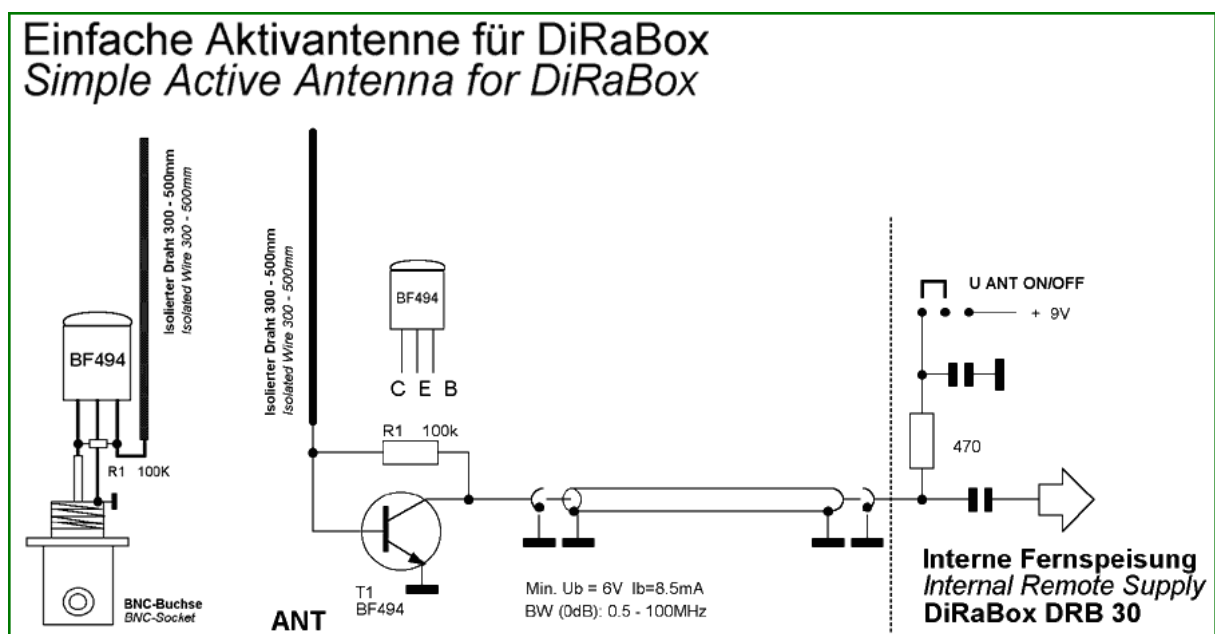 Einfache Aktivantenne für DiRaBox
Simple Active Antenna for DiRaBox
Isolierter Draht 300 - 500mm
Isolated Wire 300 - 500mm
BF494
R1 100K
BNC-Buchse
BNC-Socket
Isolierter Draht 300 - 500mm
Isolated Wire 300 - 500mm
BF494
C E B
R1 100k
T1
BF494
ANT
Min. Ub = 6V Ib=8.5mA
BW (0dB): 0.5 - 100MHz
U ANT ON/OFF
+ 9V
470
Interne Fernspeisung
Internal Remote Supply
DiRaBox DRB 30